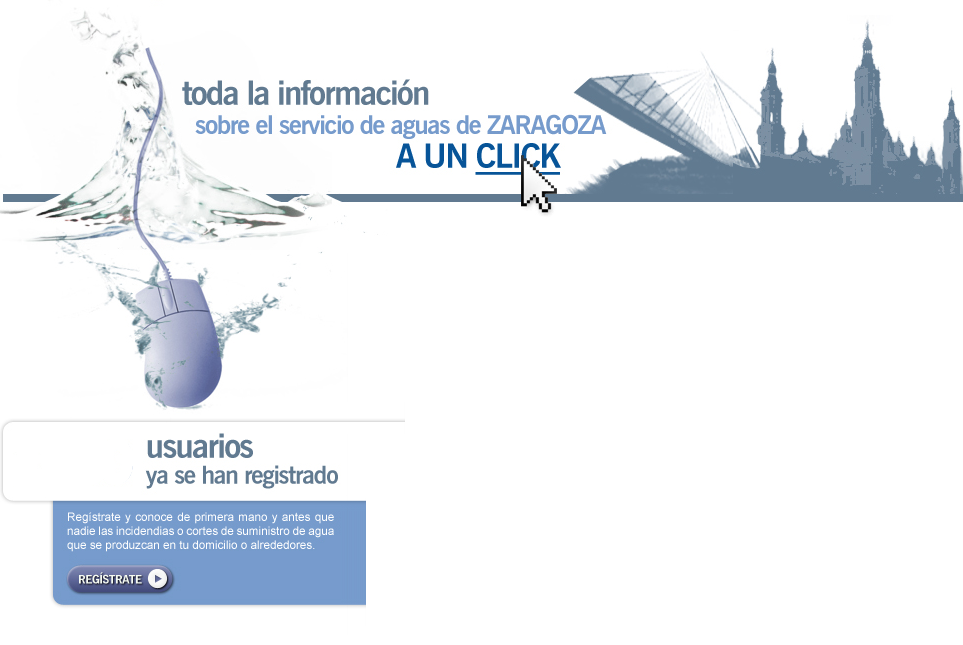 toda la información
sobre el servicio de aguas de ZARAGOZA
A UN CLICK
usuarios
ya se han registrado
Regístrate y conoce de primera mano y antes que
nadie las incidendias o cortes de suministro de agua
que se produzcan en tu domicilio o alrededores.
REGÍSTRATE